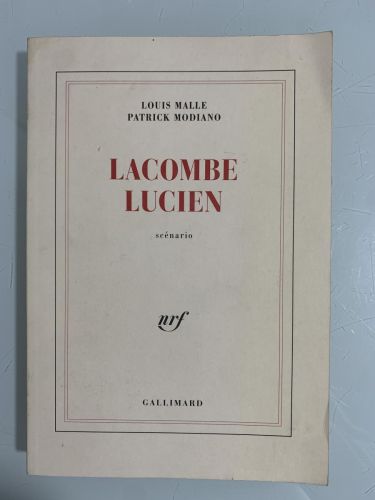 LOUIS MALLE
PATRICK MODIANO
LACOMBE
LUCIEN
scénario
nrf
GALLIMARD